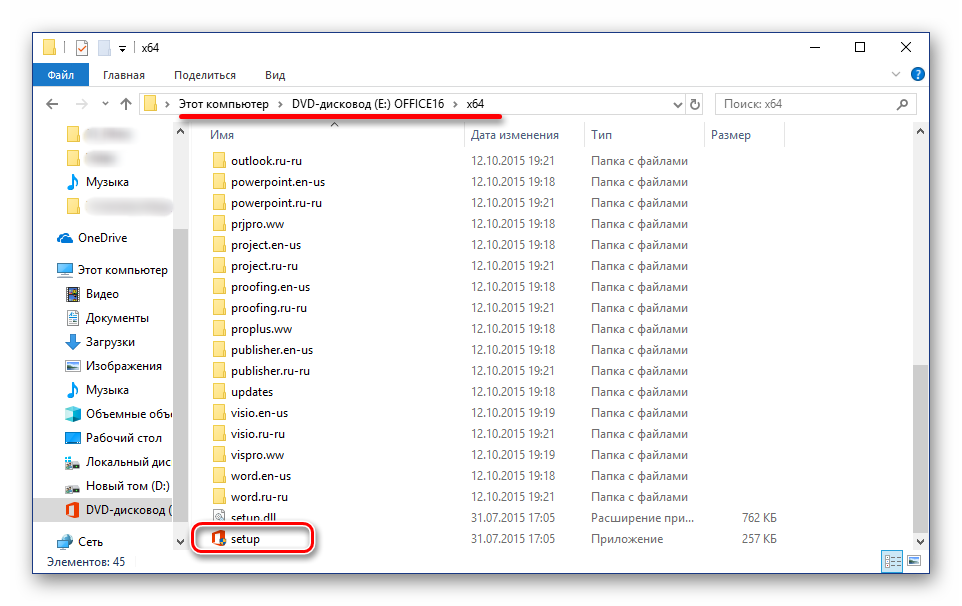 x64
Файл Главная Поделиться Вид
Этот компьютер DVD-дисковод (E:) OFFICE16 x64 Поиск: x64
Имя Дата изменения Тип Размер
Музыка
OneDrive
Этот компьютер
Видео
Документы
Загрузки
Изображения
Музыка
Объемные объ
Рабочий стол
Локальный дис
Новый том (D:)
DVD-дисковод (
Сеть
outlook.ru-ru 12.10.2015 19:21 Папка с файлами
powerpoint.en-us 12.10.2015 19:18 Папка с файлами
powerpoint.ru-ru 12.10.2015 19:21 Папка с файлами
prjpro.ww 12.10.2015 19:18 Папка с файлами
project.en-us 12.10.2015 19:18 Папка с файлами
project.ru-ru 12.10.2015 19:21 Папка с файлами
proofing.en-us 12.10.2015 19:18 Папка с файлами
proofing.ru-ru 12.10.2015 19:21 Папка с файлами
proplus.ww 12.10.2015 19:18 Папка с файлами
publisher.en-us 12.10.2015 19:18 Папка с файлами
publisher.ru-ru 12.10.2015 19:21 Папка с файлами
updates 12.10.2015 19:18 Папка с файлами
visio.en-us 12.10.2015 19:19 Папка с файлами
visio.ru-ru 12.10.2015 19:21 Папка с файлами
vispro.ww 12.10.2015 19:19 Папка с файлами
word.en-us 12.10.2015 19:18 Папка с файлами
word.ru-ru 12.10.2015 19:21 Папка с файлами
setup.dll 31.07.2015 17:05 Расширение при... 762 КБ
setup 31.07.2015 17:05 Приложение 257 КБ
Элементов: 45